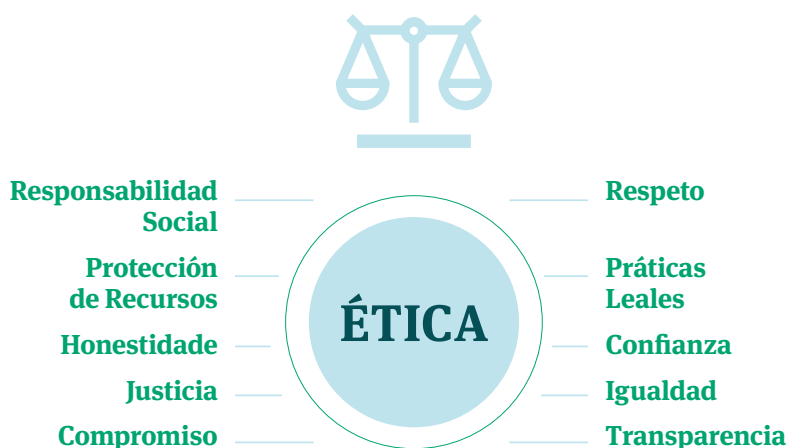 Responsabilidad
Social
Protección
de Recursos
Honestidade
Justicia
Compromiso
ÉTICA
Respeto
Práticas
Leales
Confianza
Igualdad
Transparencia